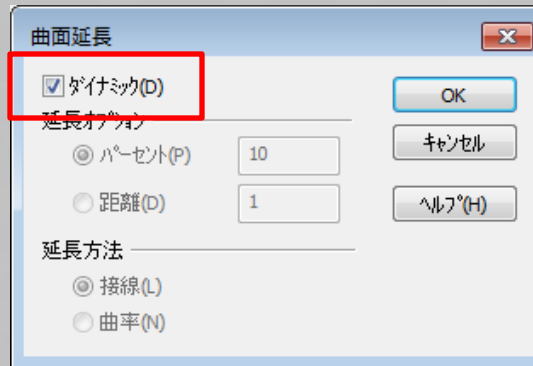 曲面延長
ダイナミック(D)
OK
延長オプション
キャンセル
パーセント(P)
10
距離(D)
1
ヘルプ(H)
延長方法
接線(L)
曲率(N)